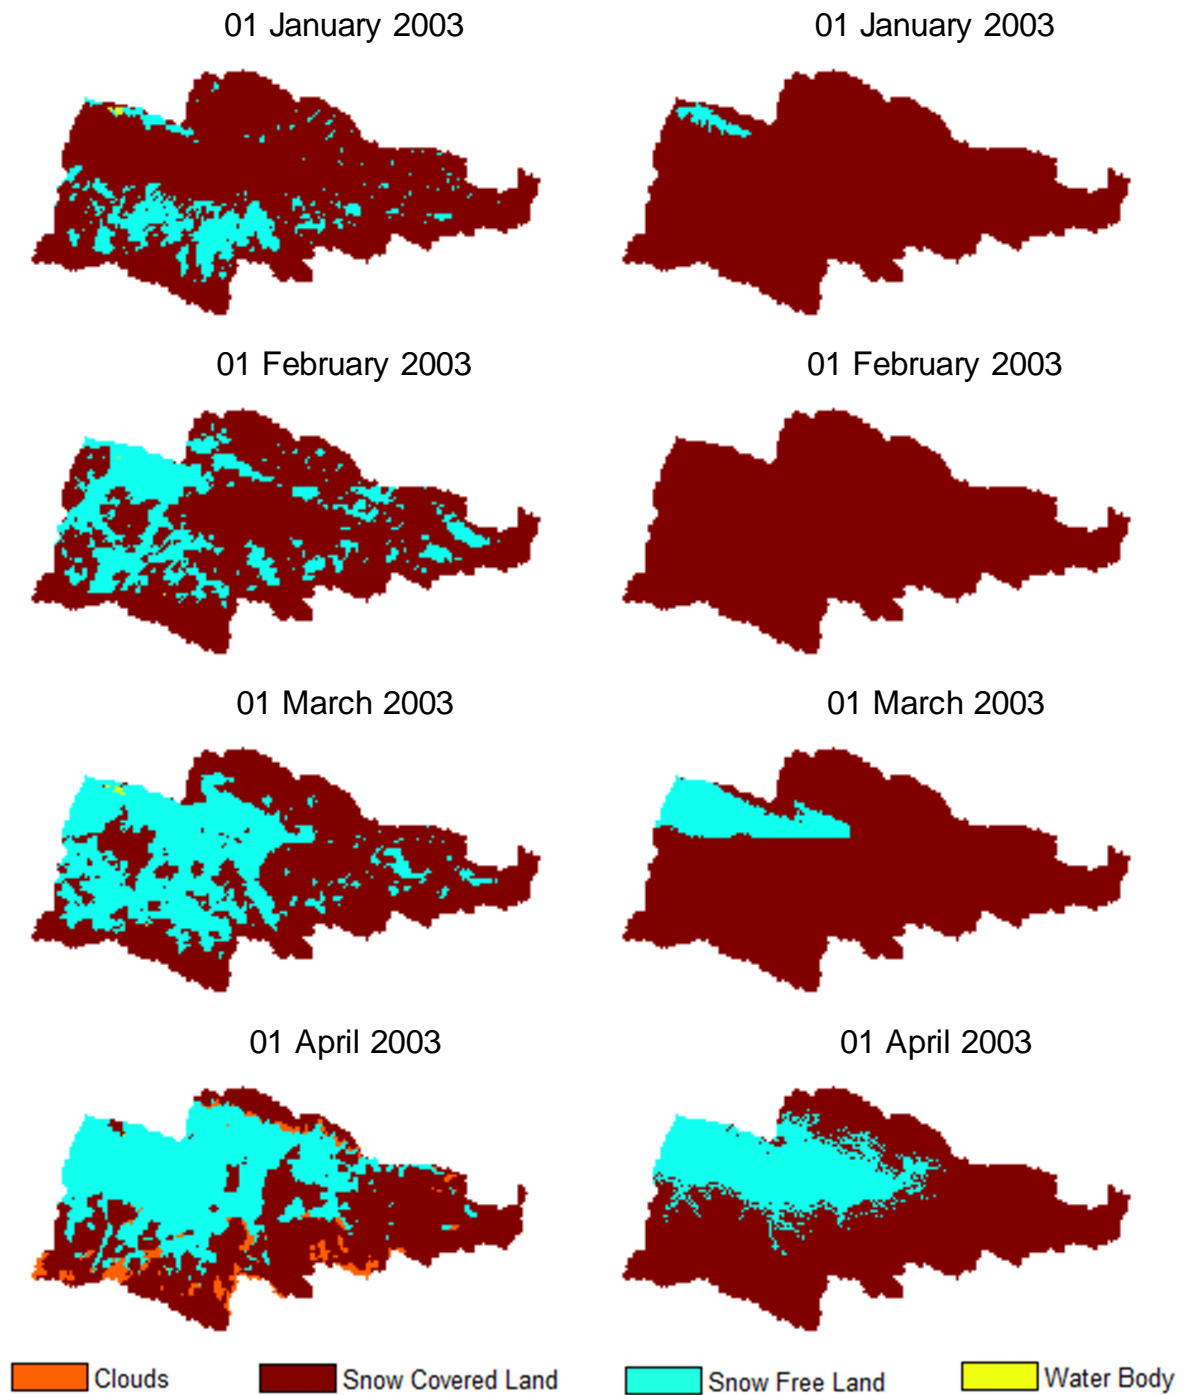 01 January 2003
01 January 2003
01 February 2003
01 February 2003
01 March 2003
01 March 2003
01 April 2003
01 April 2003
Clouds
Snow Covered Land
Snow Free Land
Water Body